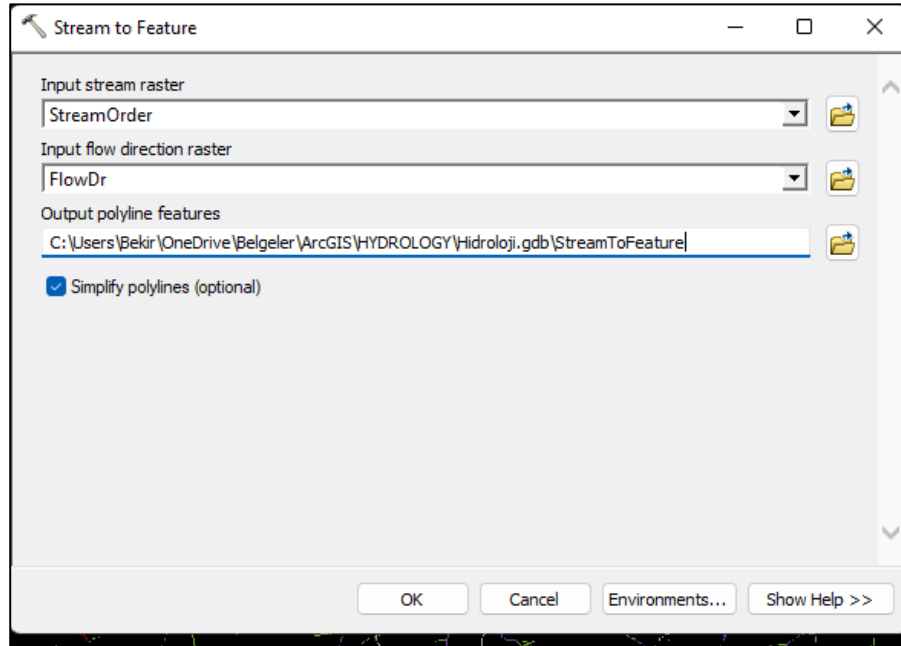 Stream to Feature
Input stream raster
StreamOrder
Input flow direction raster
FlowDr
Output polyline features
C:\Users\Bekir\OneDrive\Belgeler\ArcGIS\HYDROLOGY\Hidroloji.gdb\StreamToFeature
Simplify polylines (optional)
OK Cancel Environments... Show Help >>